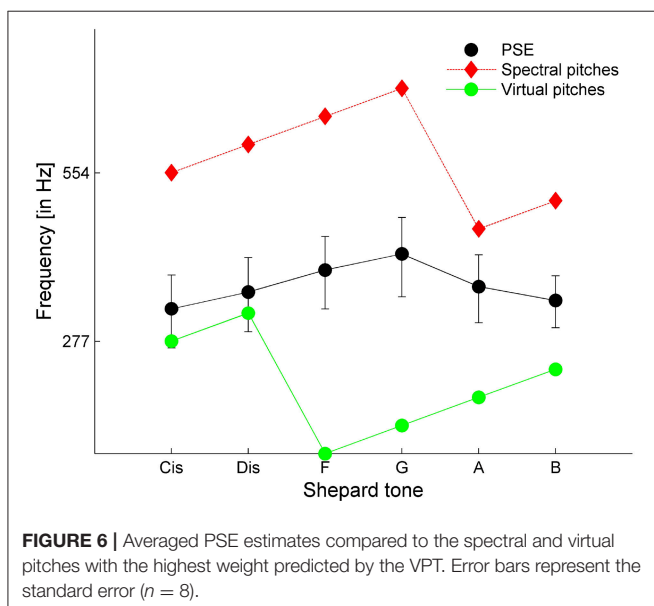 PSE
Spectral pitches
Virtual pitches
Frequency [in Hz]
554
277
Cis Dis F G A B
Shepard tone
FIGURE 6 | Averaged PSE estimates compared to the spectral and virtual
pitches with the highest weight predicted by the VPT. Error bars represent the
standard error (n = 8).